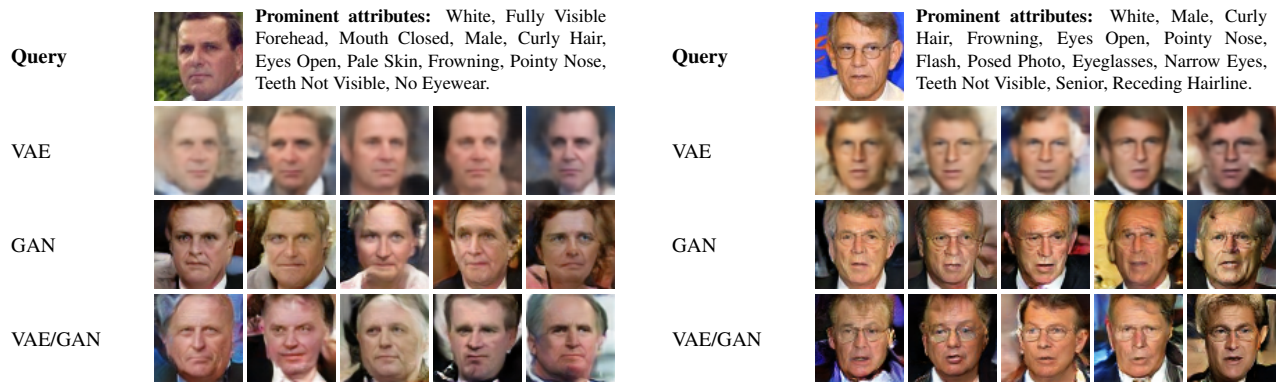 Query
Prominent attributes: White, Fully Visible
Forehead, Mouth Closed, Male, Curly Hair,
Eyes Open, Pale Skin, Frowning, Pointy Nose,
Teeth Not Visible, No Eyewear.
VAE
GAN
VAE/GAN
Query
Prominent attributes: White, Male, Curly
Hair, Frowning, Eyes Open, Pointy Nose,
Flash, Posed Photo, Eyeglasses, Narrow Eyes,
Teeth Not Visible, Senior, Receding Hairline.
VAE
GAN
VAE/GAN